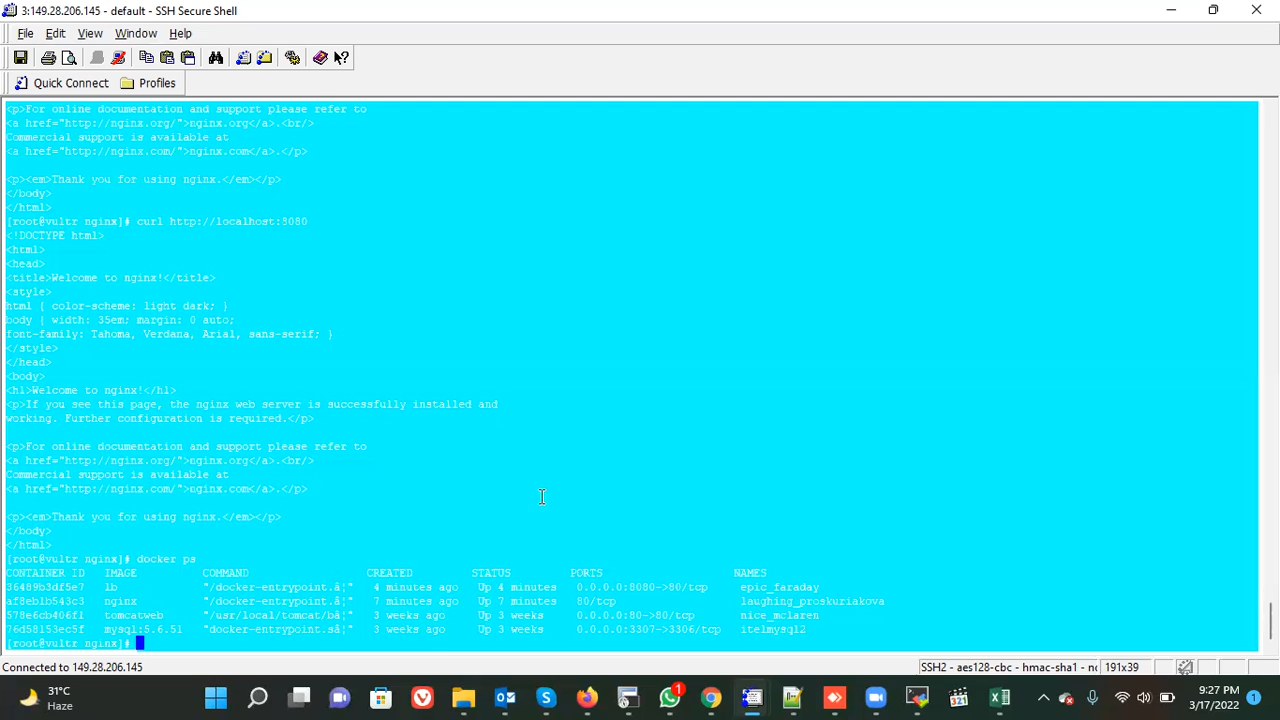 3:149.28.206.145 - default - SSH Secure Shell
File Edit View Window Help
Quick Connect Profiles
<p>For online documentation and support please refer to
<a href="http://nginx.org/">nginx.org</a>.<br/>
Commercial support is available at
<a href="http://nginx.com/">nginx.com</a>.</p>
<p><em>Thank you for using nginx.</em></p>
</body>
</html>
[root@vultr nginx]# curl http://localhost:8080
<!DOCTYPE html>
<html>
<head>
<title>Welcome to nginx!</title>
<style>
html { color-scheme: light dark; }
body { width: 35em; margin: 0 auto;
font-family: Tahoma, Verdana, Arial, sans-serif; }
</style>
</head>
<body>
<h1>Welcome to nginx!</h1>
<p>If you see this page, the nginx web server is successfully installed and
working. Further configuration is required.</p>
<p>For online documentation and support please refer to
<a href="http://nginx.org/">nginx.org</a>.<br/>
Commercial support is available at
<a href="http://nginx.com/">nginx.com</a>.</p>
<p><em>Thank you for using nginx.</em></p>
</body>
</html>
[root@vultr nginx]# docker ps
CONTAINER ID IMAGE COMMAND CREATED STATUS PORTS NAMES
36489b3df5e7 lb "/docker-entrypoint.â¦" 4 minutes ago Up 4 minutes 0.0.0.0:8080->80/tcp epic_faraday
af8eb1b543c3 nginx "/docker-entrypoint.â¦" 7 minutes ago Up 7 minutes 80/tcp laughing_proskuriakova
578e6cb406f1 tomcatweb "/usr/local/tomcat/bâ¦" 3 weeks ago Up 3 weeks 0.0.0.0:80->80/tcp nice_mclaren
76d58153ec5f mysql:5.6.51 "docker-entrypoint.sâ¦" 3 weeks ago Up 3 weeks 0.0.0.0:3307->3306/tcp itelmysql2
[root@vultr nginx]#
Connected to 149.28.206.145 SSH2 - aes128-cbc - hmac-sha1 - nc 191x39
31°C
Haze
1
321
9:27 PM
3/17/2022
1